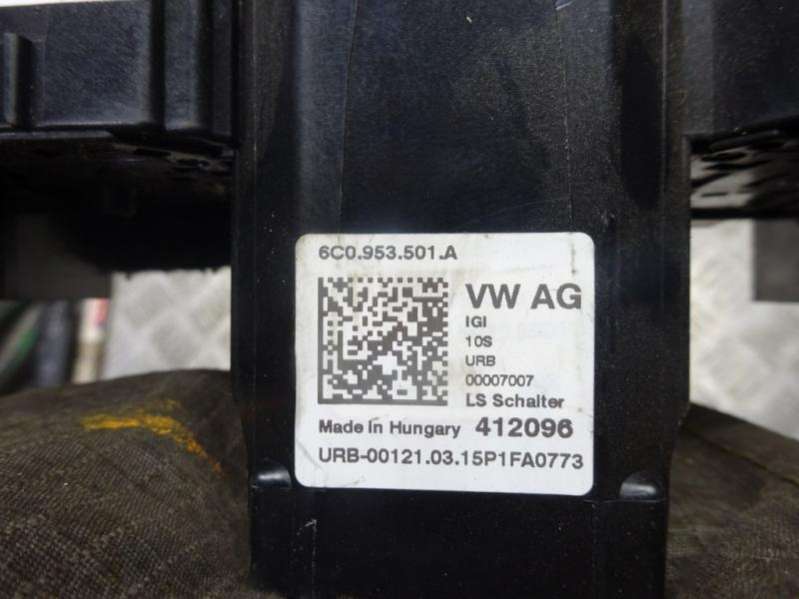 6C0.953.501.A
VW AG
IGI
10S
URB
00007007
LS Schalter
Made in Hungary 412096
URB-00121.03.15P1FA0773